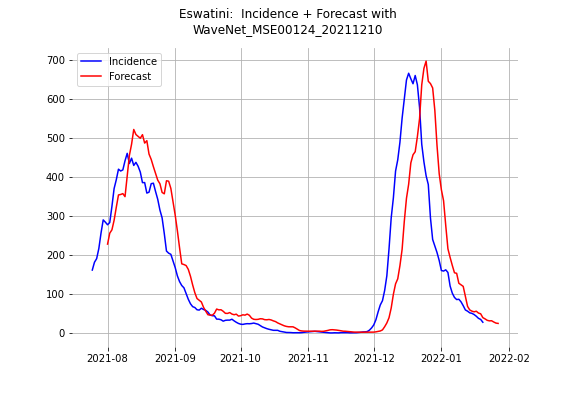 Eswatini:  Incidence + Forecast with
WaveNet_MSE00124_20211210
Incidence
Forecast
700
600
500
400
300
200
100
0
2021-08 2021-09 2021-10 2021-11 2021-12 2022-01 2022-02